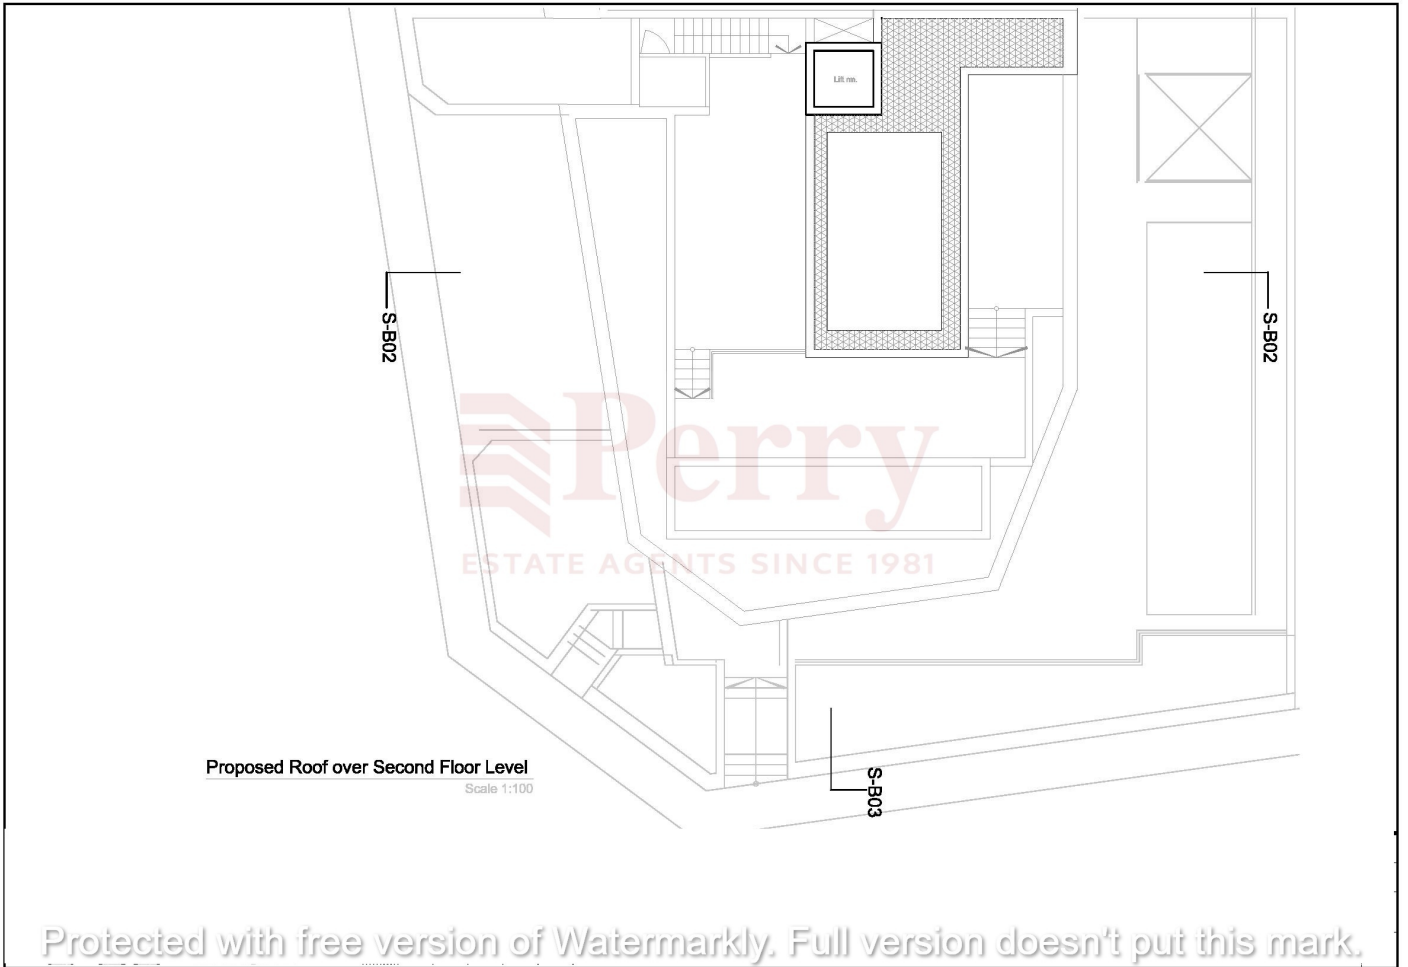 Lift rm.
S-B02
S-B02
Perry
ESTATE AGENTS SINCE 1981
Proposed Roof over Second Floor Level
Scale 1:100
S-B03
Protected with free version of Watermarkly. Full version doesn't put this mark.